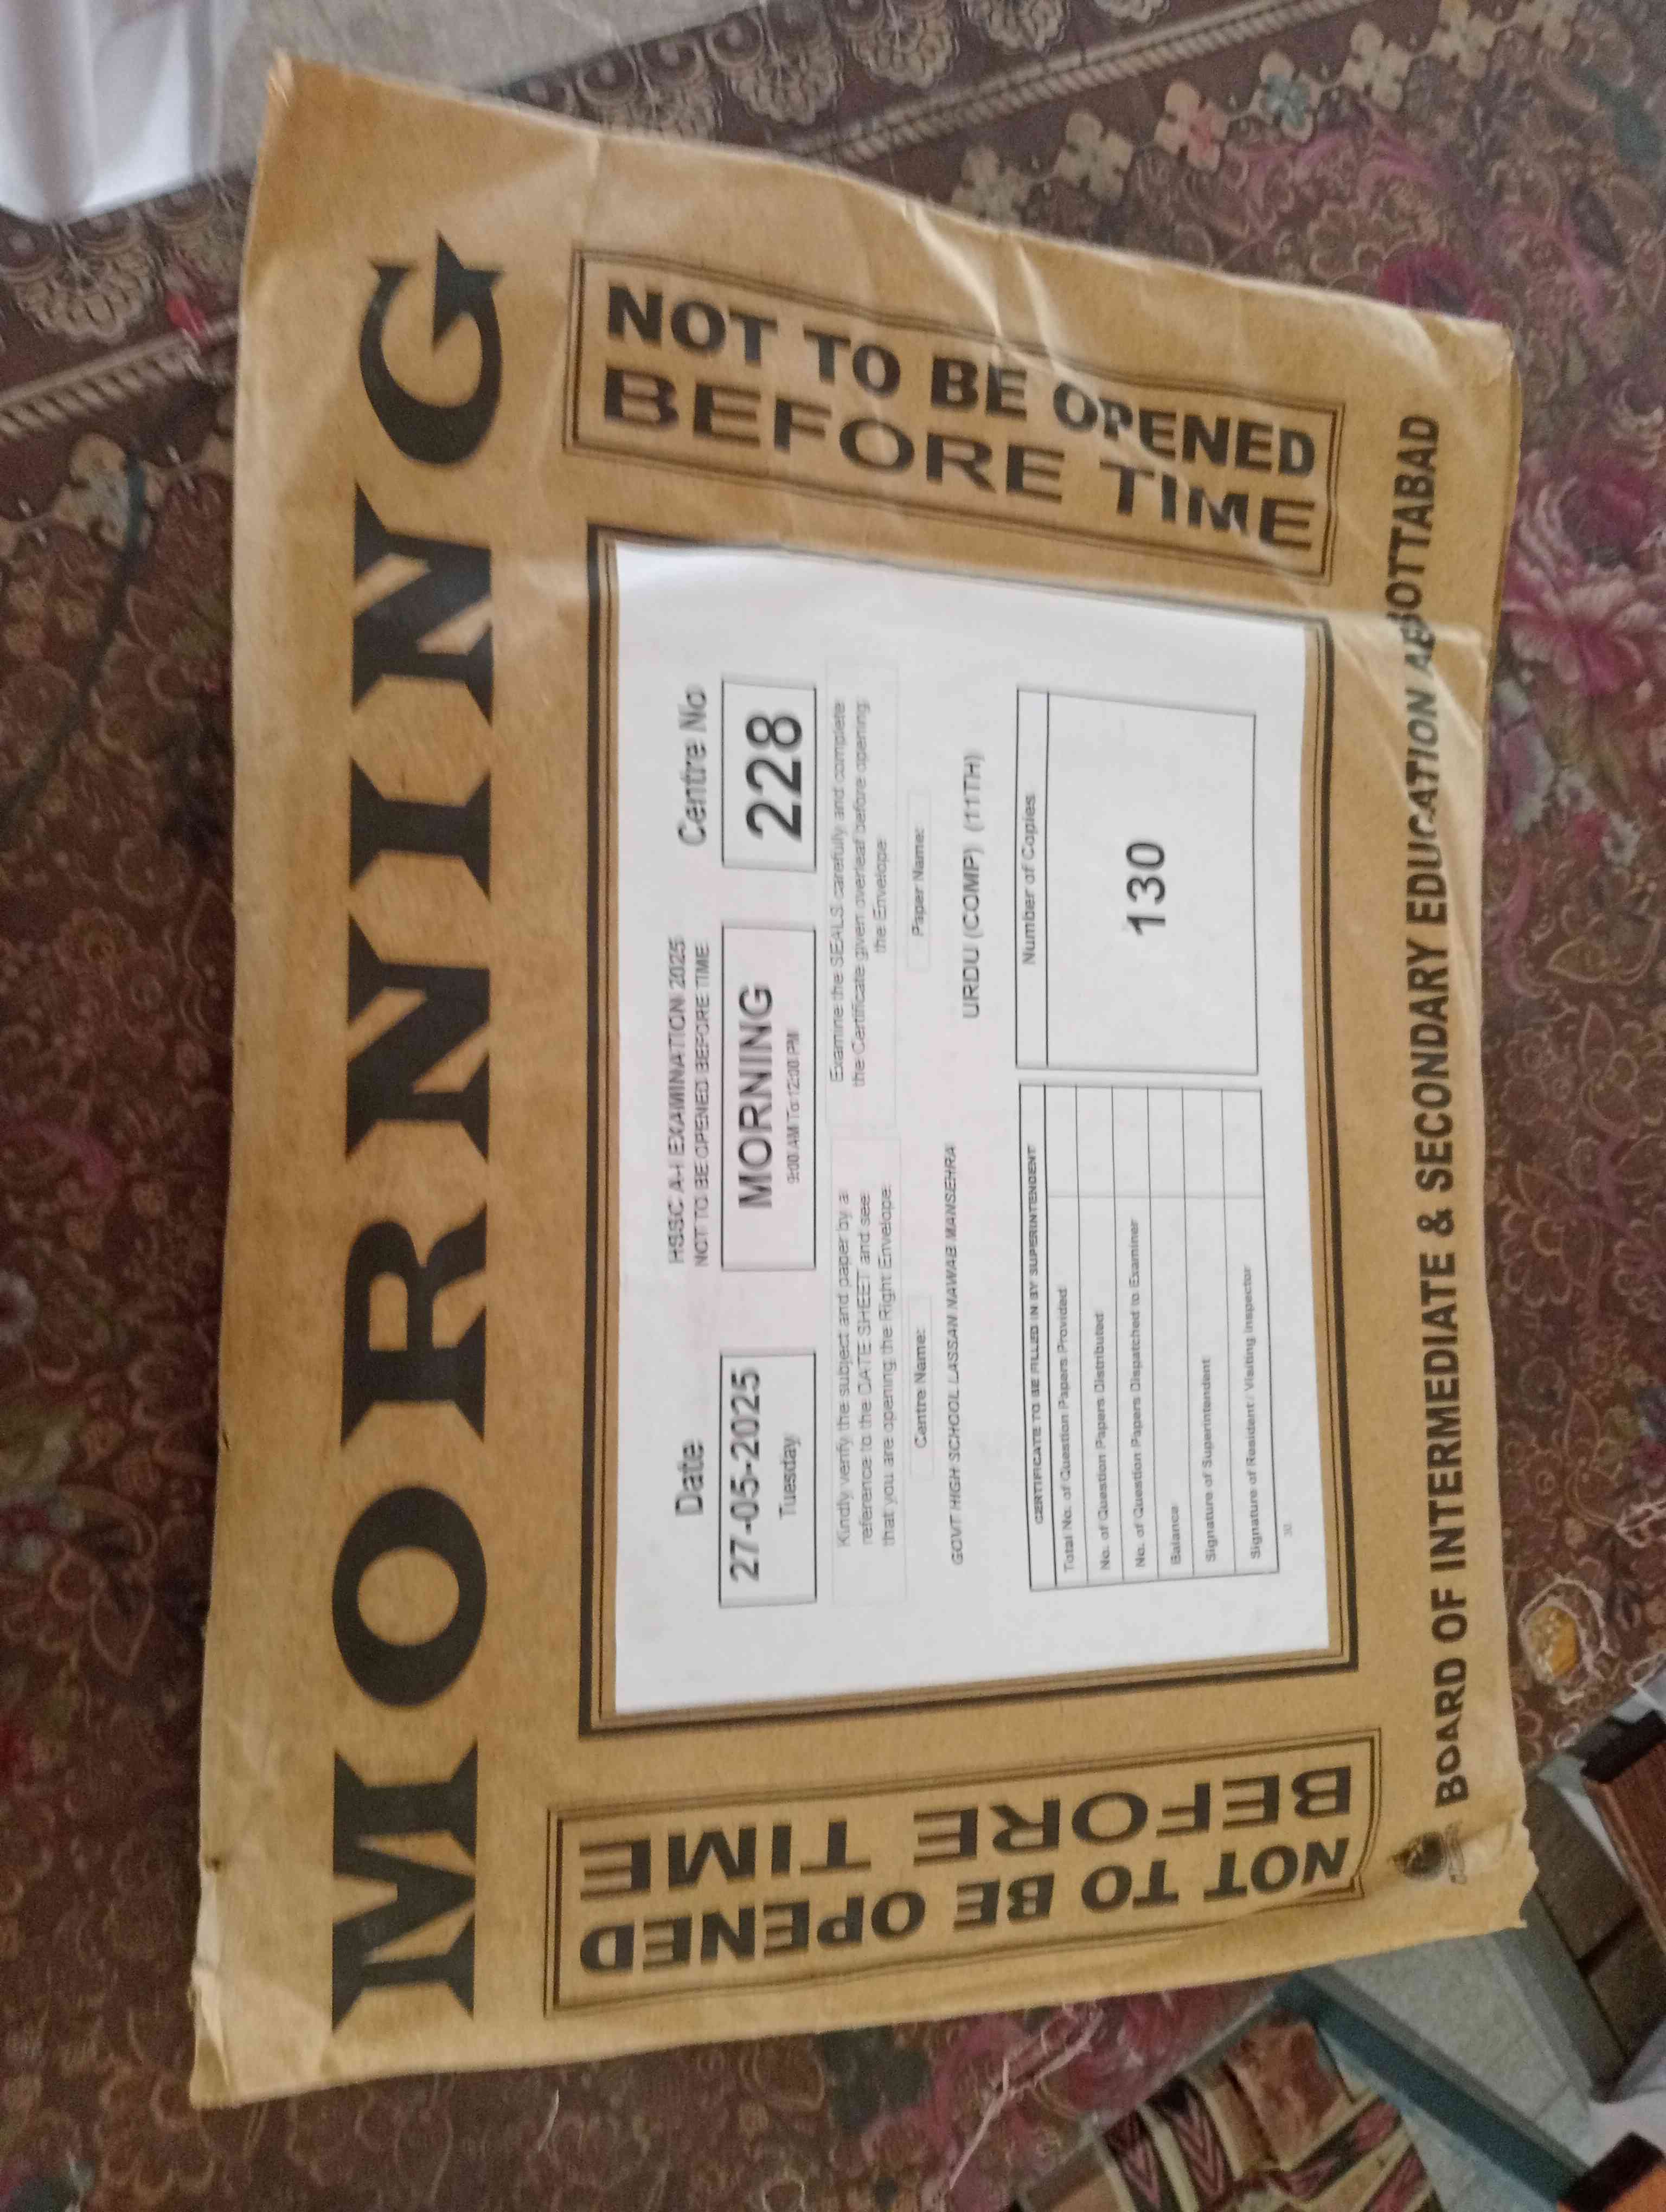 MORNING
NOT TO BE OPENED
BEFORE TIME
HSSC A-I EXAMINATION 2025
NOT TO BE OPENED BEFORE TIME
Date
27-05-2025
Tuesday
MORNING
9:00 AM To 12:00 PM
Centre No
228
Kindly verify the subject and paper by a
reference to the DATE SHEET and see
that you are opening the Right Envelope.
Examine the SEALS carefully and complete
the Certificate given overleaf before opening
the Envelope
Centre Name:
GOVT HIGH SCHOOL LASSAN NAWAB MANSEHRA
Paper Name:
URDU (COMP) (11TH)
CERTIFICATE TO BE FILLED IN BY SUPERINTENDENT
Total No. of Question Papers Provided
No. of Question Papers Distributed
No. of Question Papers Dispatched to Examiner
Balance
Signature of Superintendent
Signature of Resident / Visiting Inspector
Number of Copies
130
30
NOT TO BE OPENED
BEFORE TIME
BOARD OF INTERMEDIATE & SECONDARY EDUCATION ABBOTTABAD